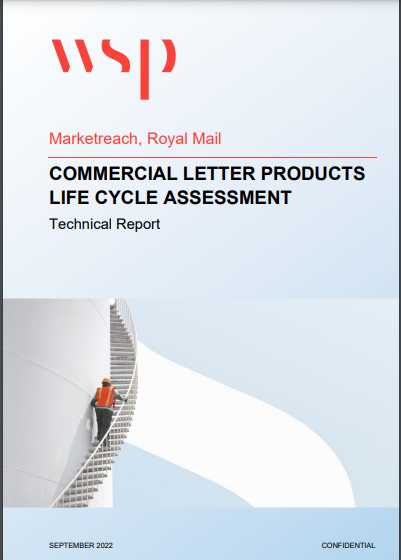 wsp
Marketreach, Royal Mail
COMMERCIAL LETTER PRODUCTS
LIFE CYCLE ASSESSMENT
Technical Report
SEPTEMBER 2022 CONFIDENTIAL